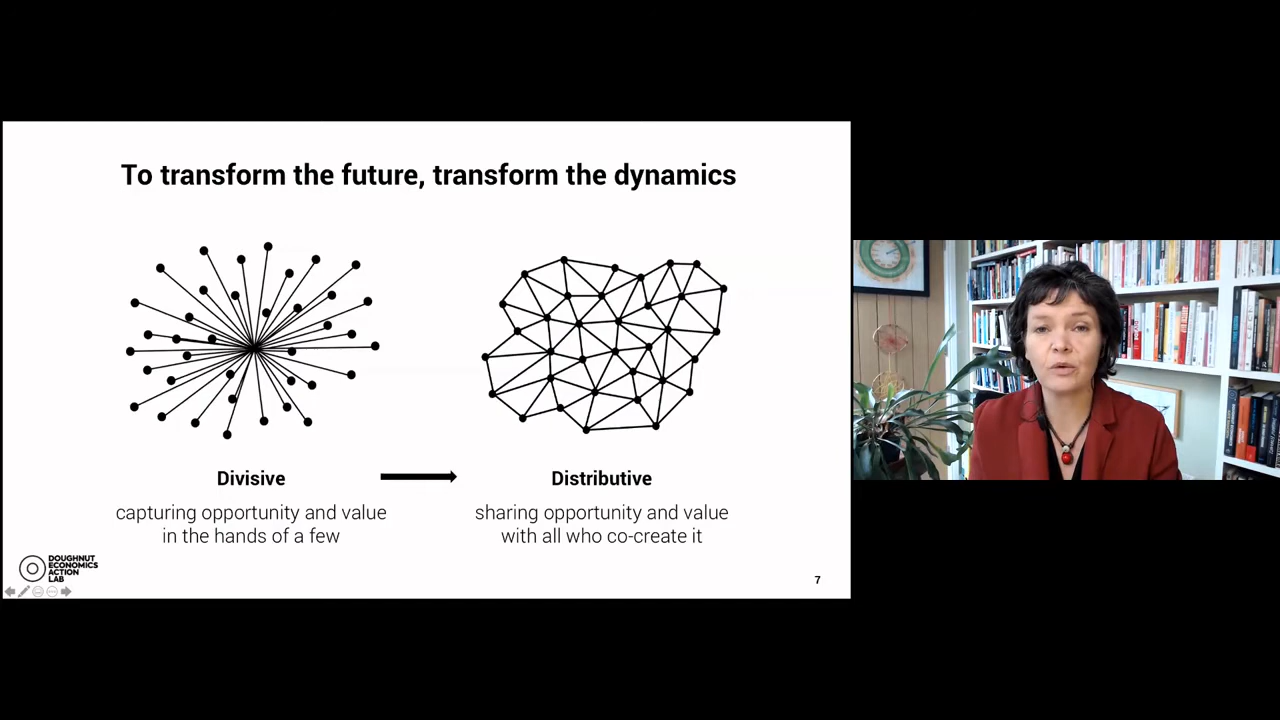 To transform the future, transform the dynamics
Divisive
capturing opportunity and value
in the hands of a few
Distributive
sharing opportunity and value
with all who co-create it
DOUGHNUT
ECONOMICS
ACTION
LAB
7